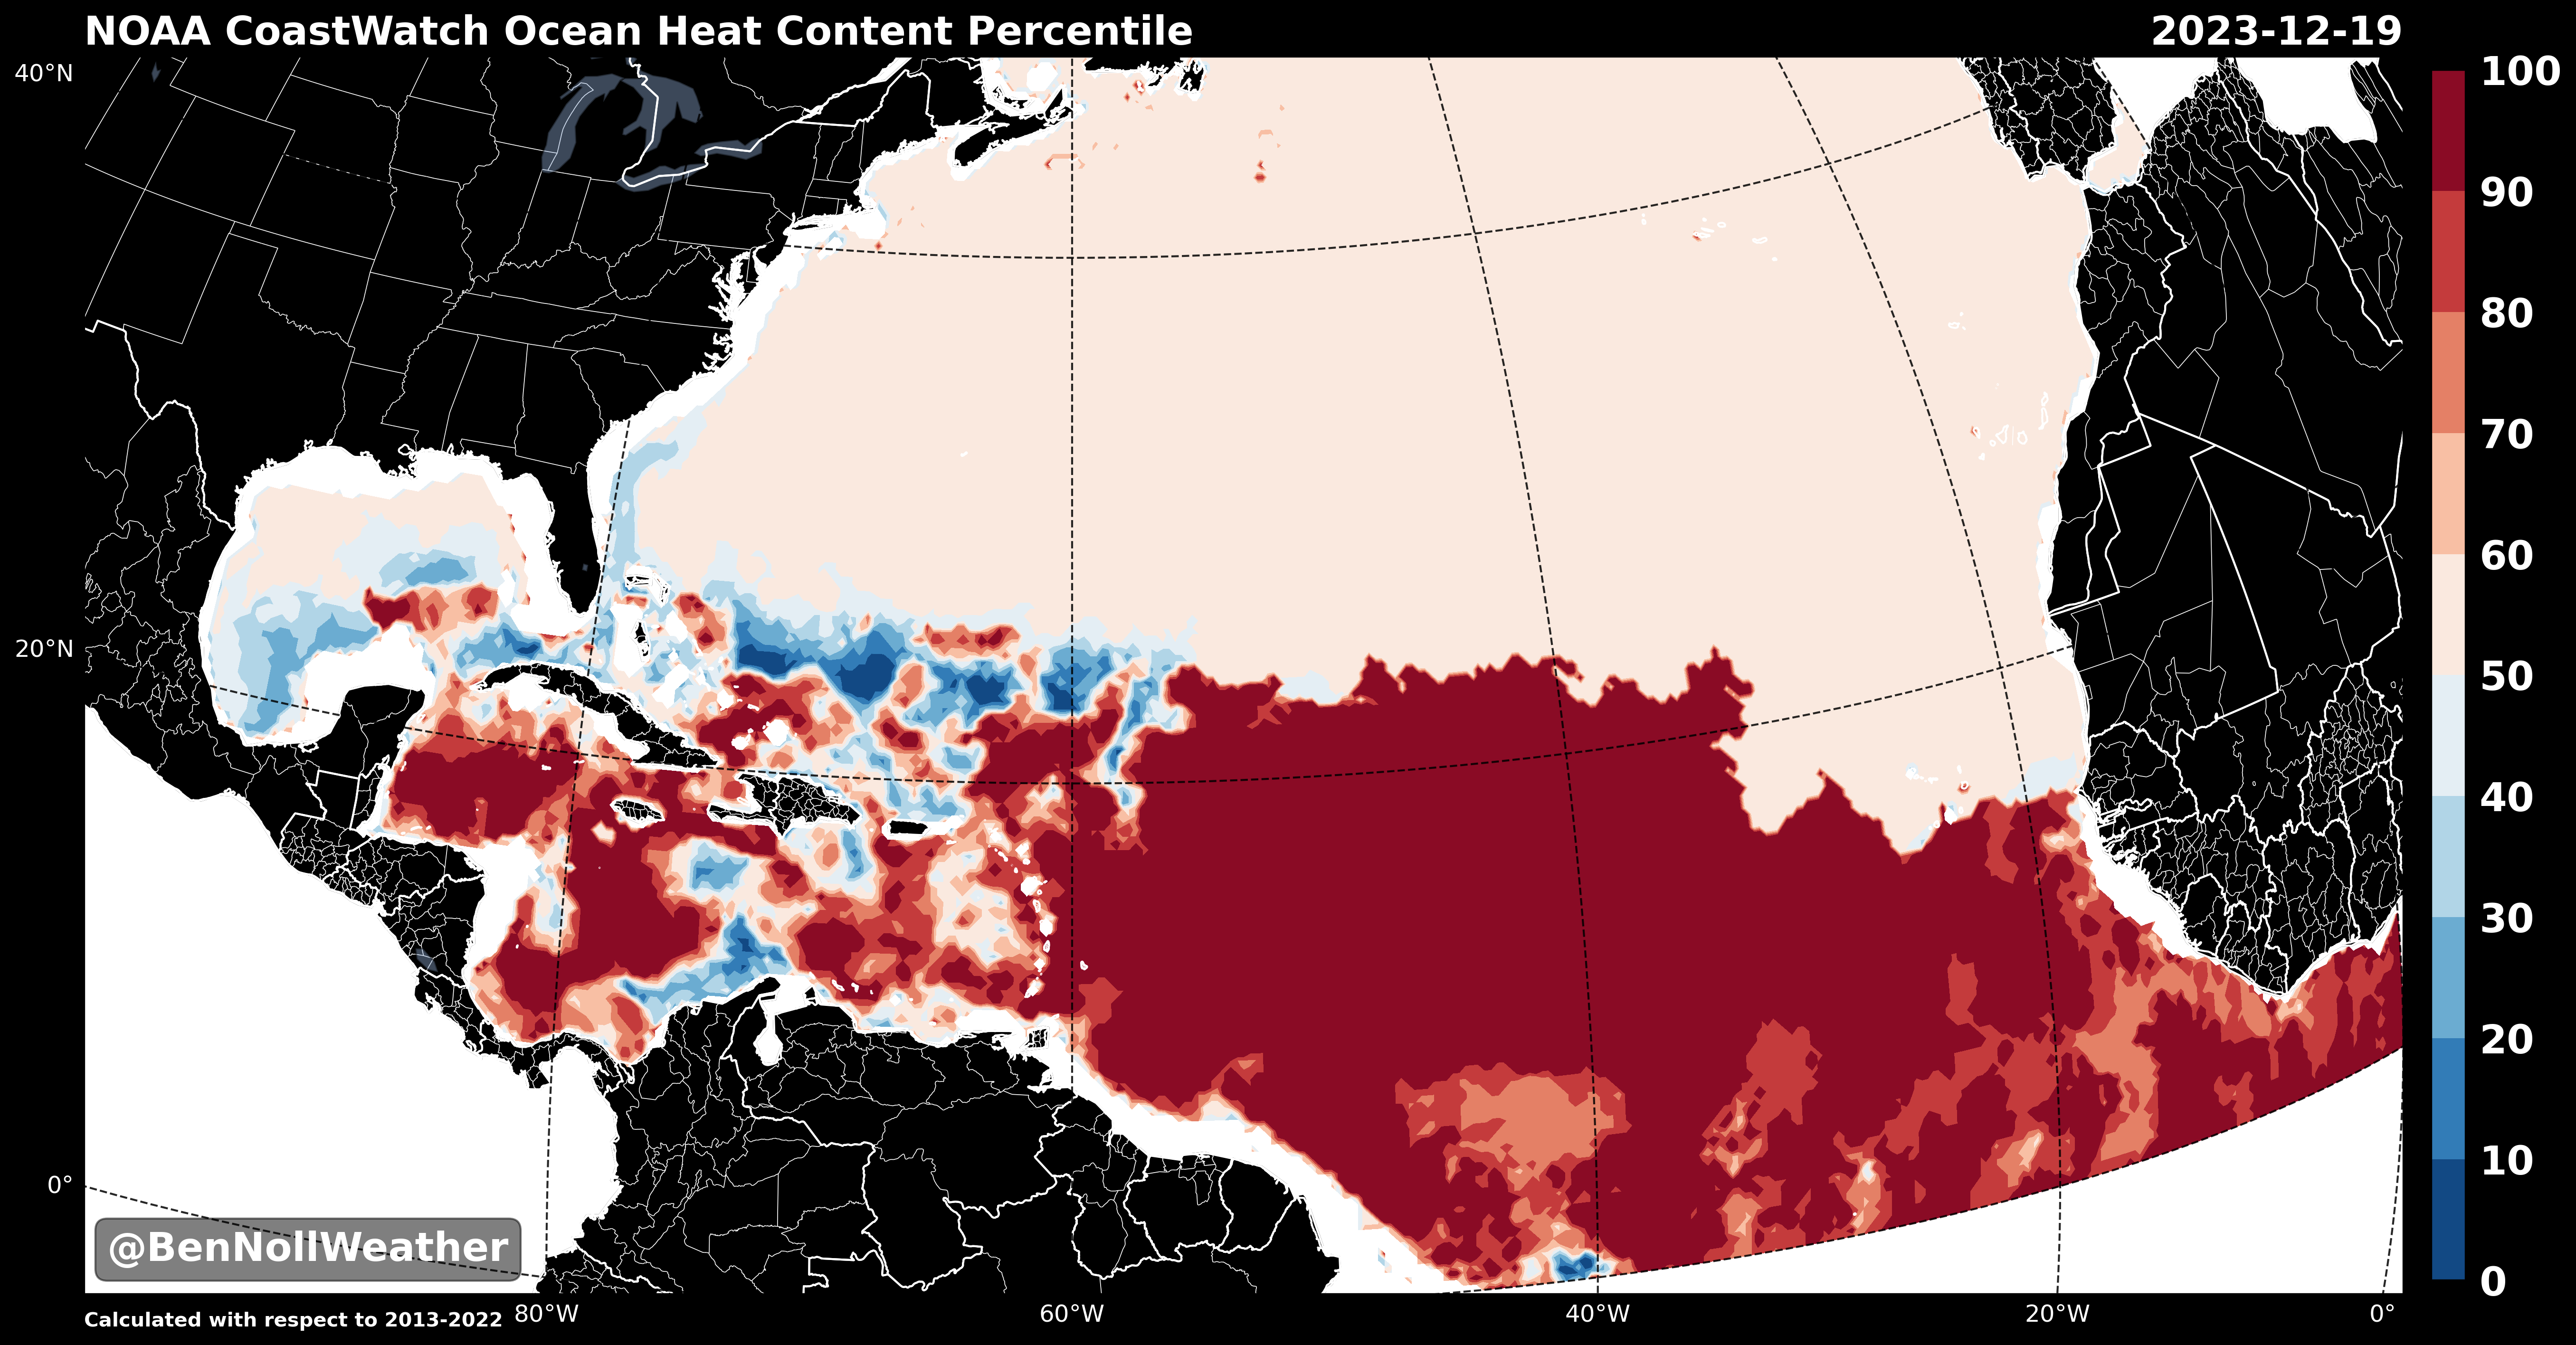 NOAA CoastWatch Ocean Heat Content Percentile 2023-12-19
40°N
20°N
0°
100
90
80
70
60
50
40
30
20
10
0
@BenNollWeather
Calculated with respect to 2013-2022
80°W 60°W 40°W 20°W 0°